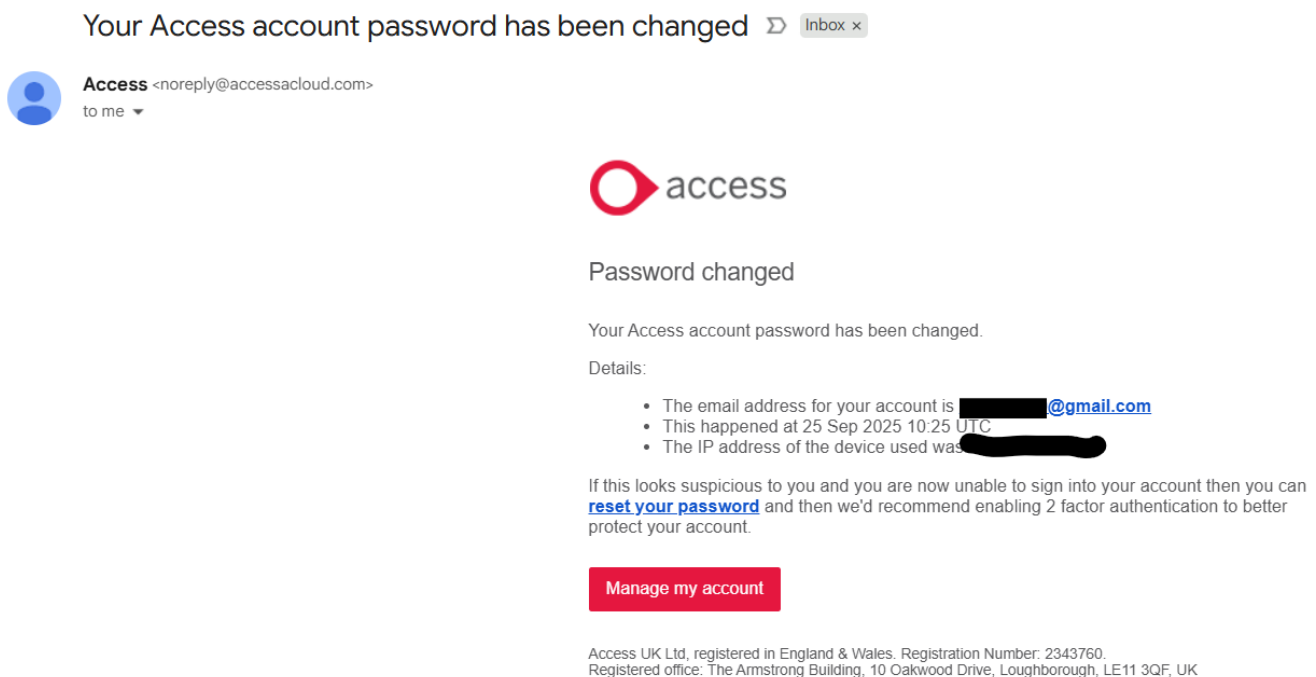 Your Access account password has been changed Inbox ×
Access <noreply@accessacloud.com>
to me
access
Password changed
Your Access account password has been changed.
Details:
• The email address for your account is @gmail.com
• This happened at 25 Sep 2025 10:25 UTC
• The IP address of the device used was
If this looks suspicious to you and you are now unable to sign into your account then you can
reset your password and then we'd recommend enabling 2 factor authentication to better
protect your account.
Manage my account
Access UK Ltd, registered in England & Wales. Registration Number: 2343760.
Registered office: The Armstrong Building, 10 Oakwood Drive, Loughborough, LE11 3QF, UK